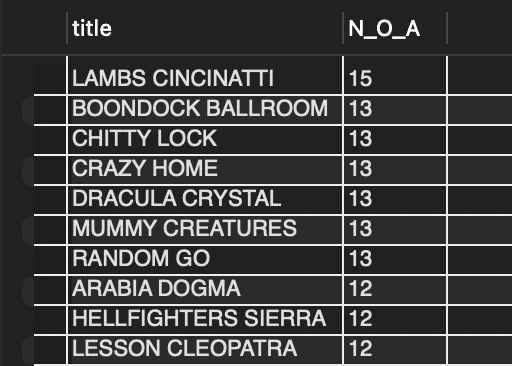 title N_O_A
LAMBS CINCINATTI 15
BOONDOCK BALLROOM 13
CHITTY LOCK 13
CRAZY HOME 13
DRACULA CRYSTAL 13
MUMMY CREATURES 13
RANDOM GO 13
ARABIA DOGMA 12
HELLFIGHTERS SIERRA 12
LESSON CLEOPATRA 12